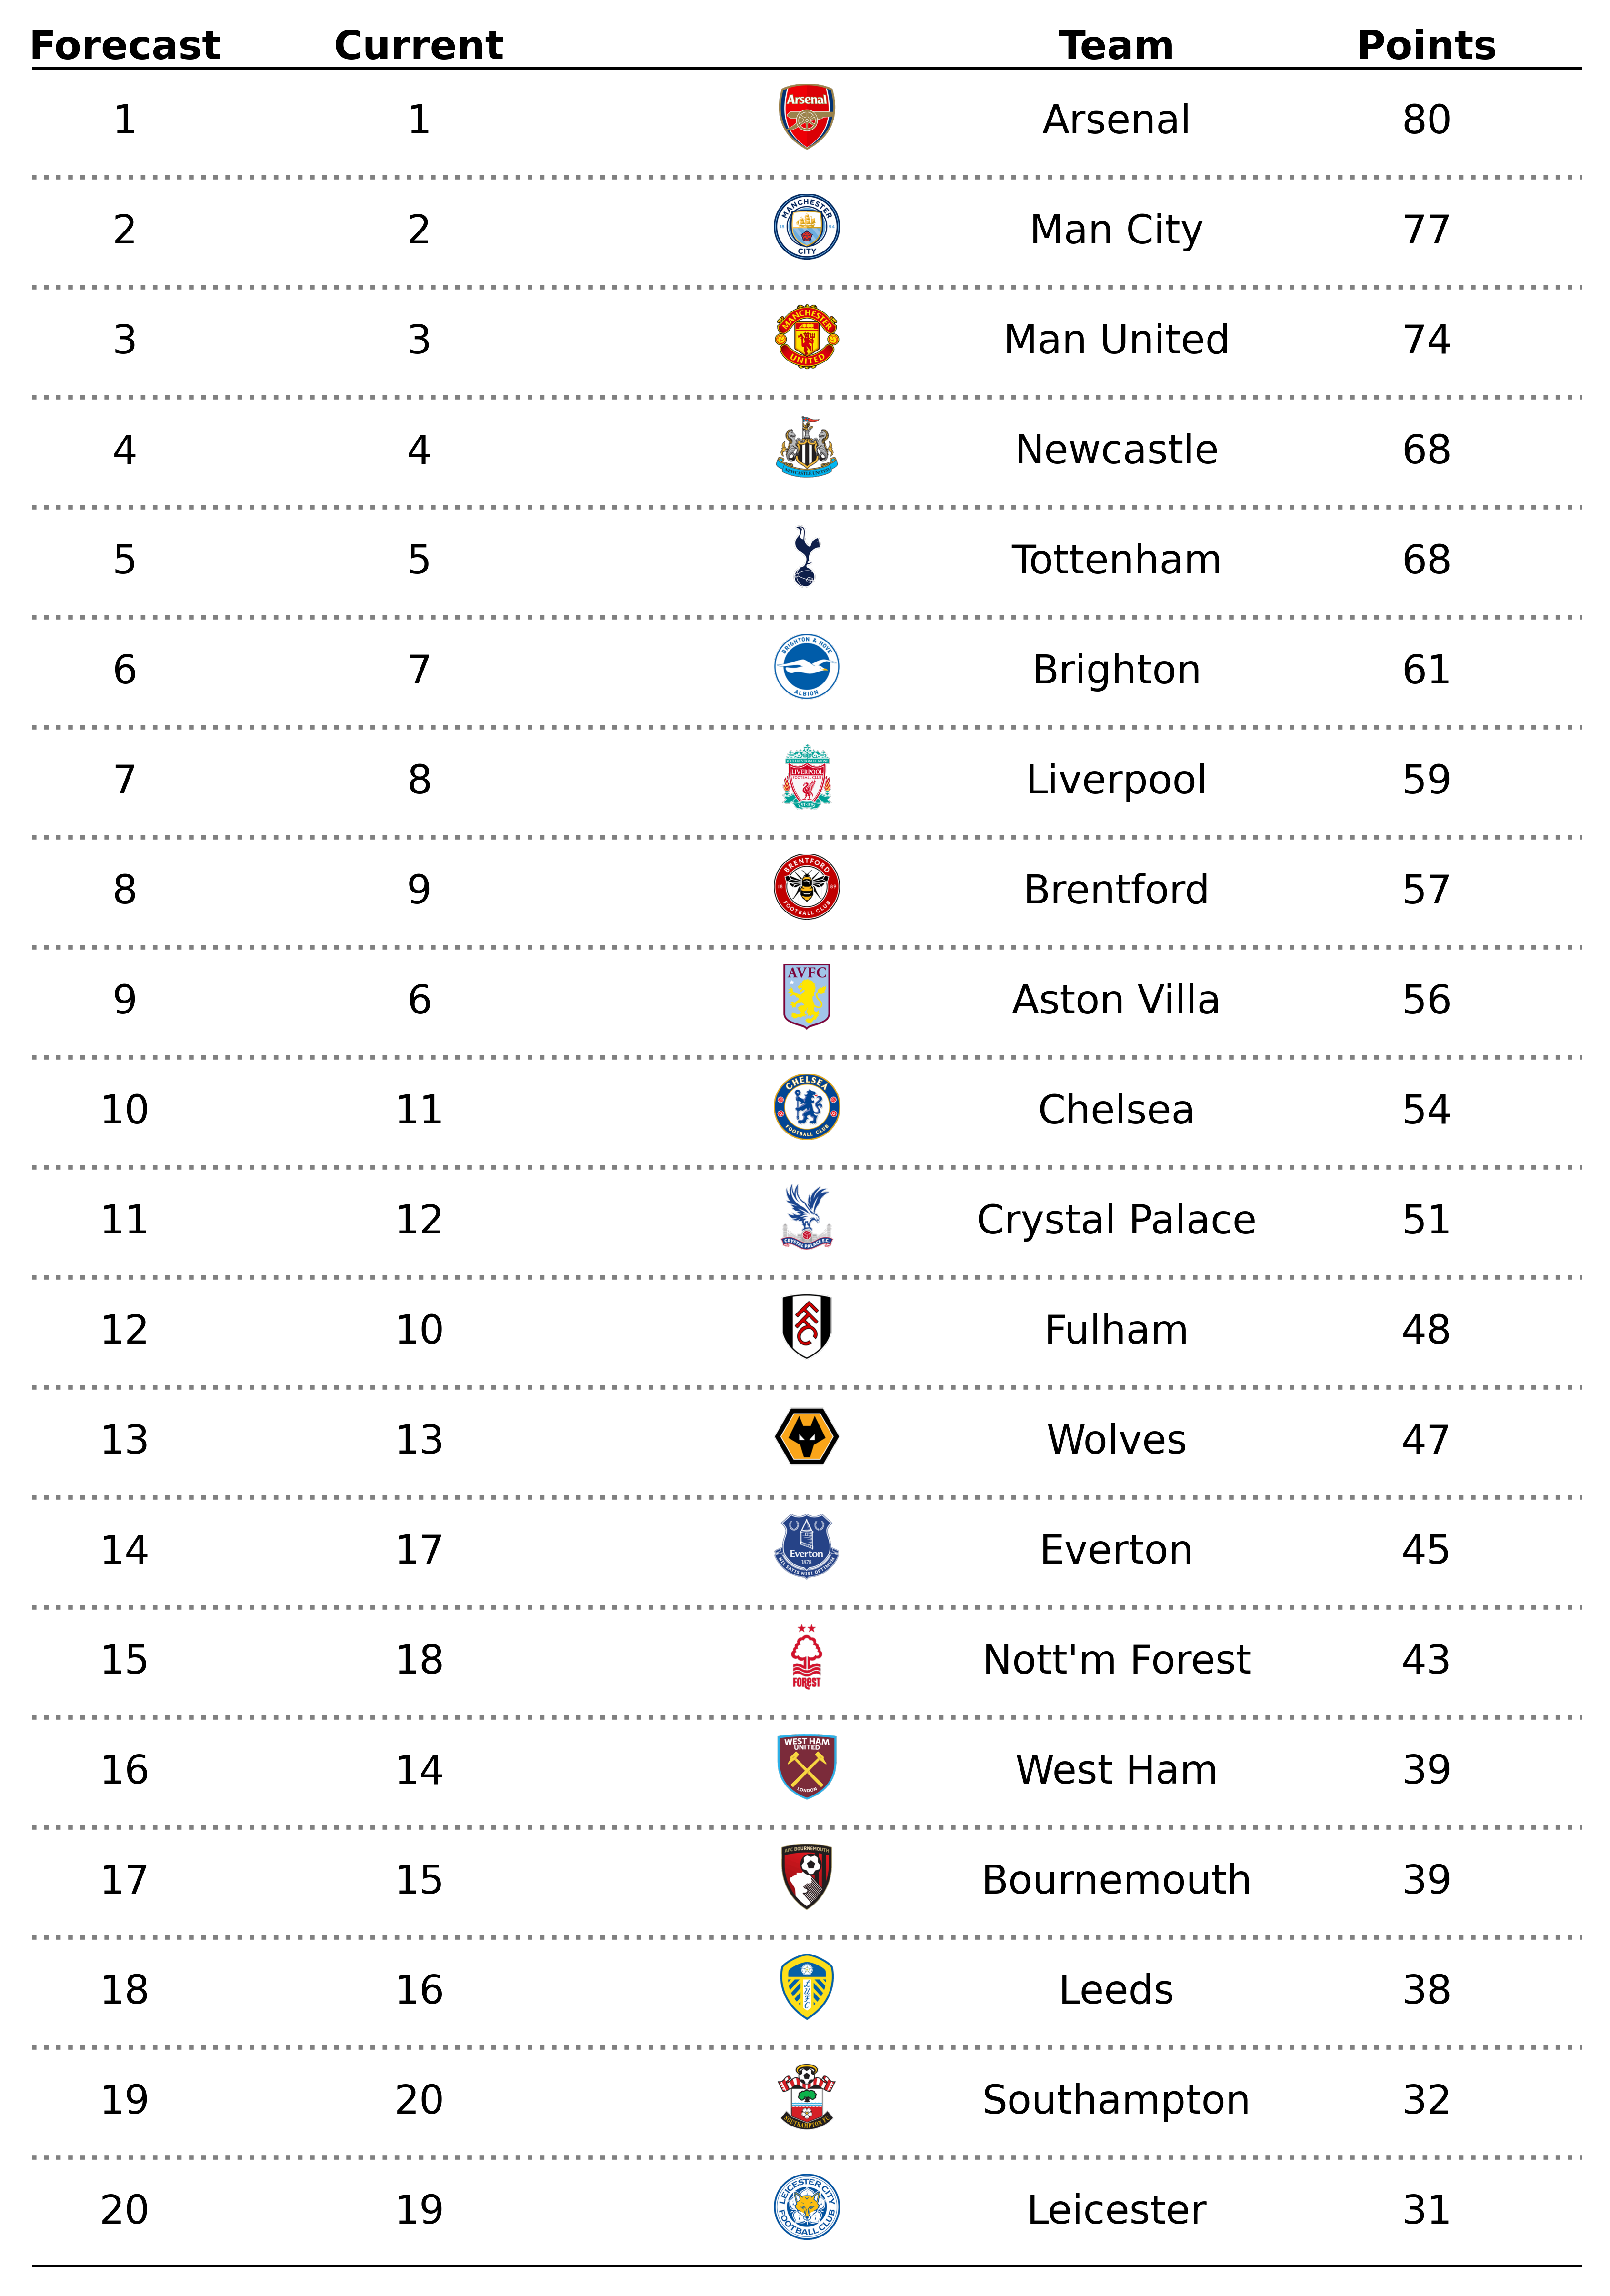 Forecast Current Team Points
1 1 Arsenal Arsenal 80
2 2 MANCHESTER CITY Man City 77
3 3 MANCHESTER UNITED Man United 74
4 4 Newcastle 68
5 5 Tottenham 68
6 7 BRIGHTON & HOVE ALBION Brighton 61
7 8 LIVERPOOL Liverpool 59
8 9 BRENTFORD FOOTBALL CLUB 18 89 Brentford 57
9 6 AVFC Aston Villa 56
10 11 CHELSEA FOOTBALL CLUB Chelsea 54
11 12 CRYSTAL PALACE F.C. Crystal Palace 51
12 10 FFC Fulham 48
13 13 Wolves 47
14 17 Everton 1878 Everton 45
15 18 FOREST Nott'm Forest 43
16 14 WEST HAM UNITED LONDON West Ham 39
17 15 AFC BOURNEMOUTH Bournemouth 39
18 16 LUFC Leeds 38
19 20 SOUTHAMPTON FC Southampton 32
20 19 LEICESTER CITY FOOTBALL CLUB Leicester 31